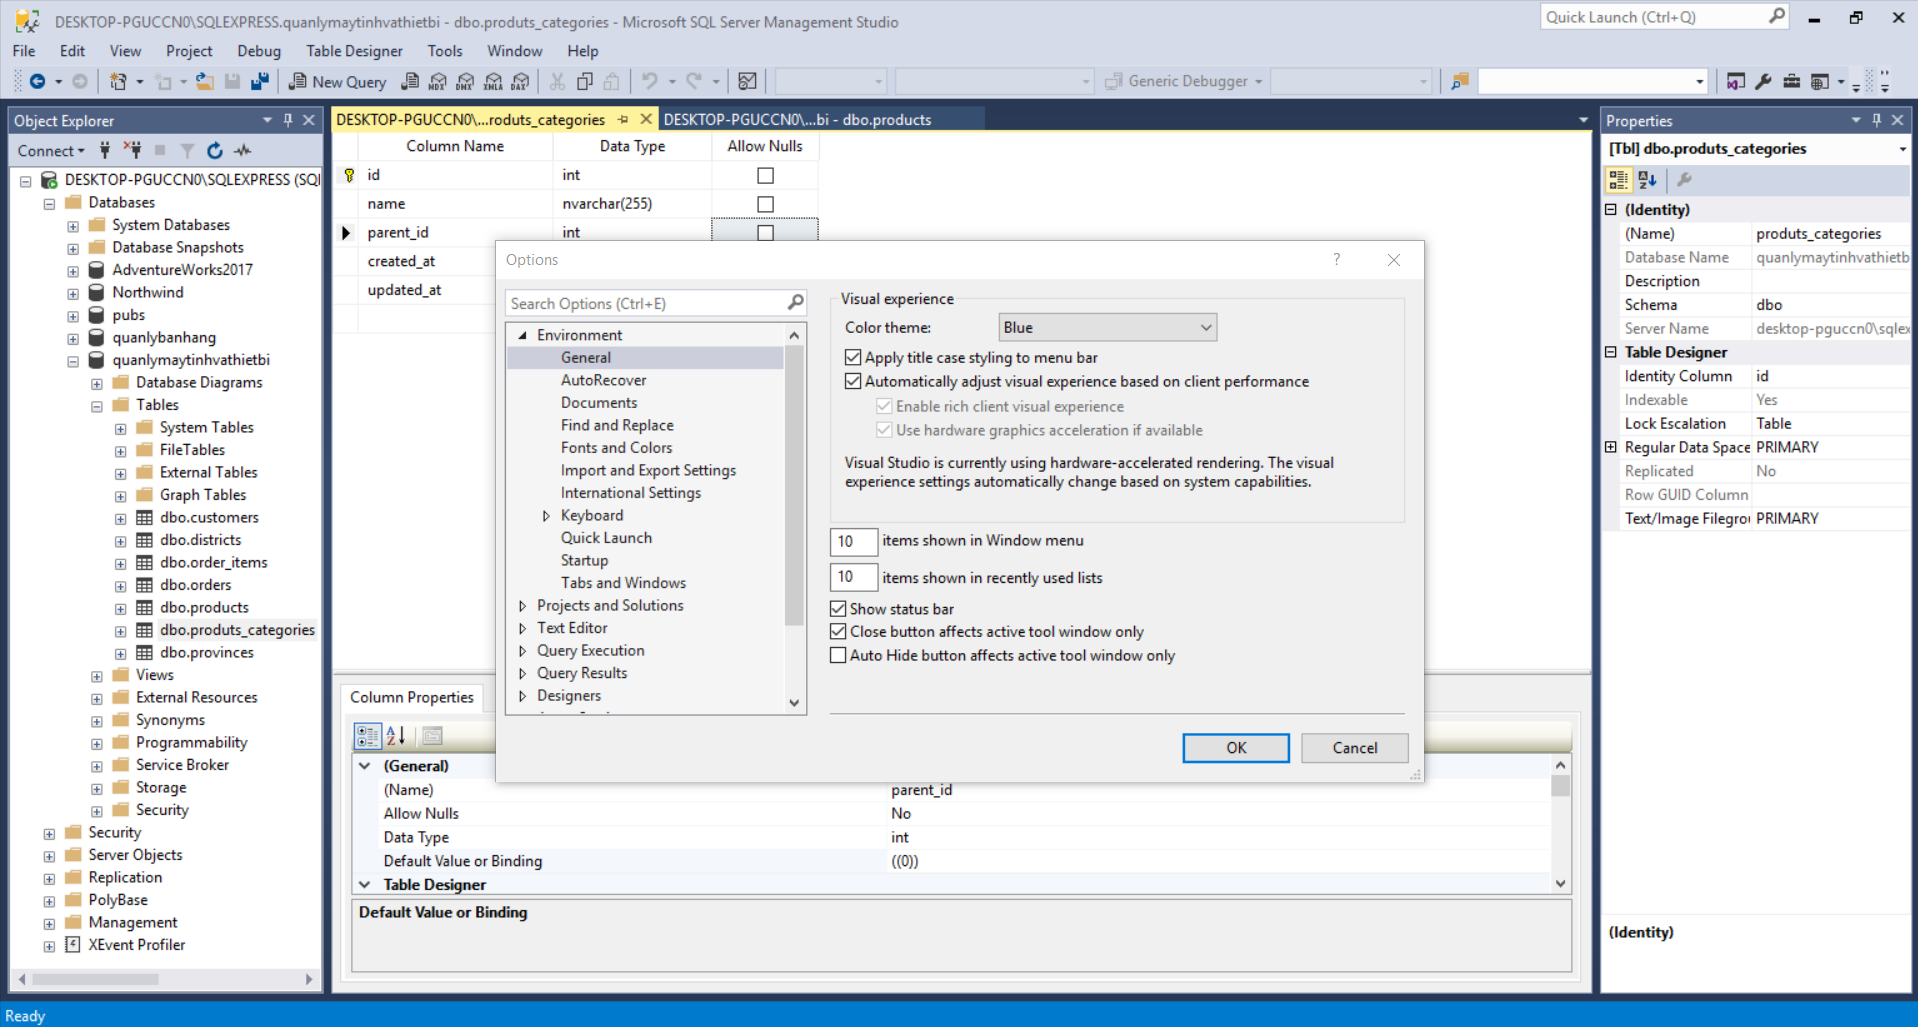 DESKTOP-PGUCCN0\SQLEXPRESS.quanlymaytinhvathietbi - dbo.produts_categories - Microsoft SQL Server Management Studio
Quick Launch (Ctrl+Q)
File Edit View Project Debug Table Designer Tools Window Help
New Query MDX DMX XMLA DAX Generic Debugger
Object Explorer
Connect
DESKTOP-PGUCCN0\SQLEXPRESS (SQl
Databases
System Databases
Database Snapshots
AdventureWorks2017
Northwind
pubs
quanlybanhang
quanlymaytinhvathietbi
Database Diagrams
Tables
System Tables
FileTables
External Tables
Graph Tables
dbo.customers
dbo.districts
dbo.order_items
dbo.orders
dbo.products
dbo.produts_categories
dbo.provinces
Views
External Resources
Synonyms
Programmability
Service Broker
Storage
Security
Security
Server Objects
Replication
PolyBase
Management
XEvent Profiler
DESKTOP-PGUCCN0\...roduts_categories DESKTOP-PGUCCN0\...bi - dbo.products
Column Name Data Type Allow Nulls
id int
name nvarchar(255)
parent_id int
created_at
updated_at
Options ?
Search Options (Ctrl+E)
Environment
General
AutoRecover
Documents
Find and Replace
Fonts and Colors
Import and Export Settings
International Settings
Keyboard
Quick Launch
Startup
Tabs and Windows
Projects and Solutions
Text Editor
Query Execution
Query Results
Designers
Visual experience
Color theme: Blue
Apply title case styling to menu bar
Automatically adjust visual experience based on client performance
Enable rich client visual experience
Use hardware graphics acceleration if available
Visual Studio is currently using hardware-accelerated rendering. The visual
experience settings automatically change based on system capabilities.
10 items shown in Window menu
10 items shown in recently used lists
Show status bar
Close button affects active tool window only
Auto Hide button affects active tool window only
OK Cancel
Column Properties
(General)
(Name) parent_id
Allow Nulls No
Data Type int
Default Value or Binding ((0))
Table Designer
Default Value or Binding
Properties
[Tbl] dbo.produts_categories
(Identity)
(Name) produts_categories
Database Name quanlymaytinhvathietb
Description
Schema dbo
Server Name desktop-pguccn0\sqlex
Table Designer
Identity Column id
Indexable Yes
Lock Escalation Table
Regular Data Space PRIMARY
Replicated No
Row GUID Column
Text/Image Filegrou PRIMARY
(Identity)
Ready